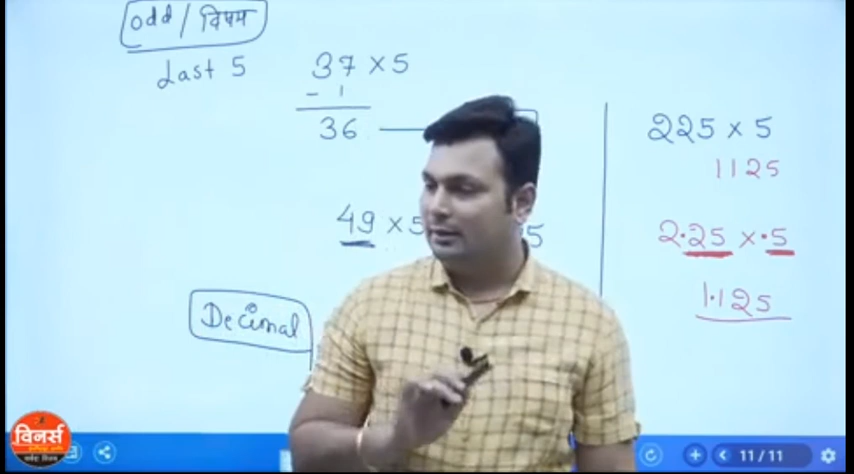 odd / विषम
Last 5
37 × 5
- 1
36
49 × 5
5
Decimal
225 × 5
1125
2.25 × .5
1.125
विनर्स
11/11